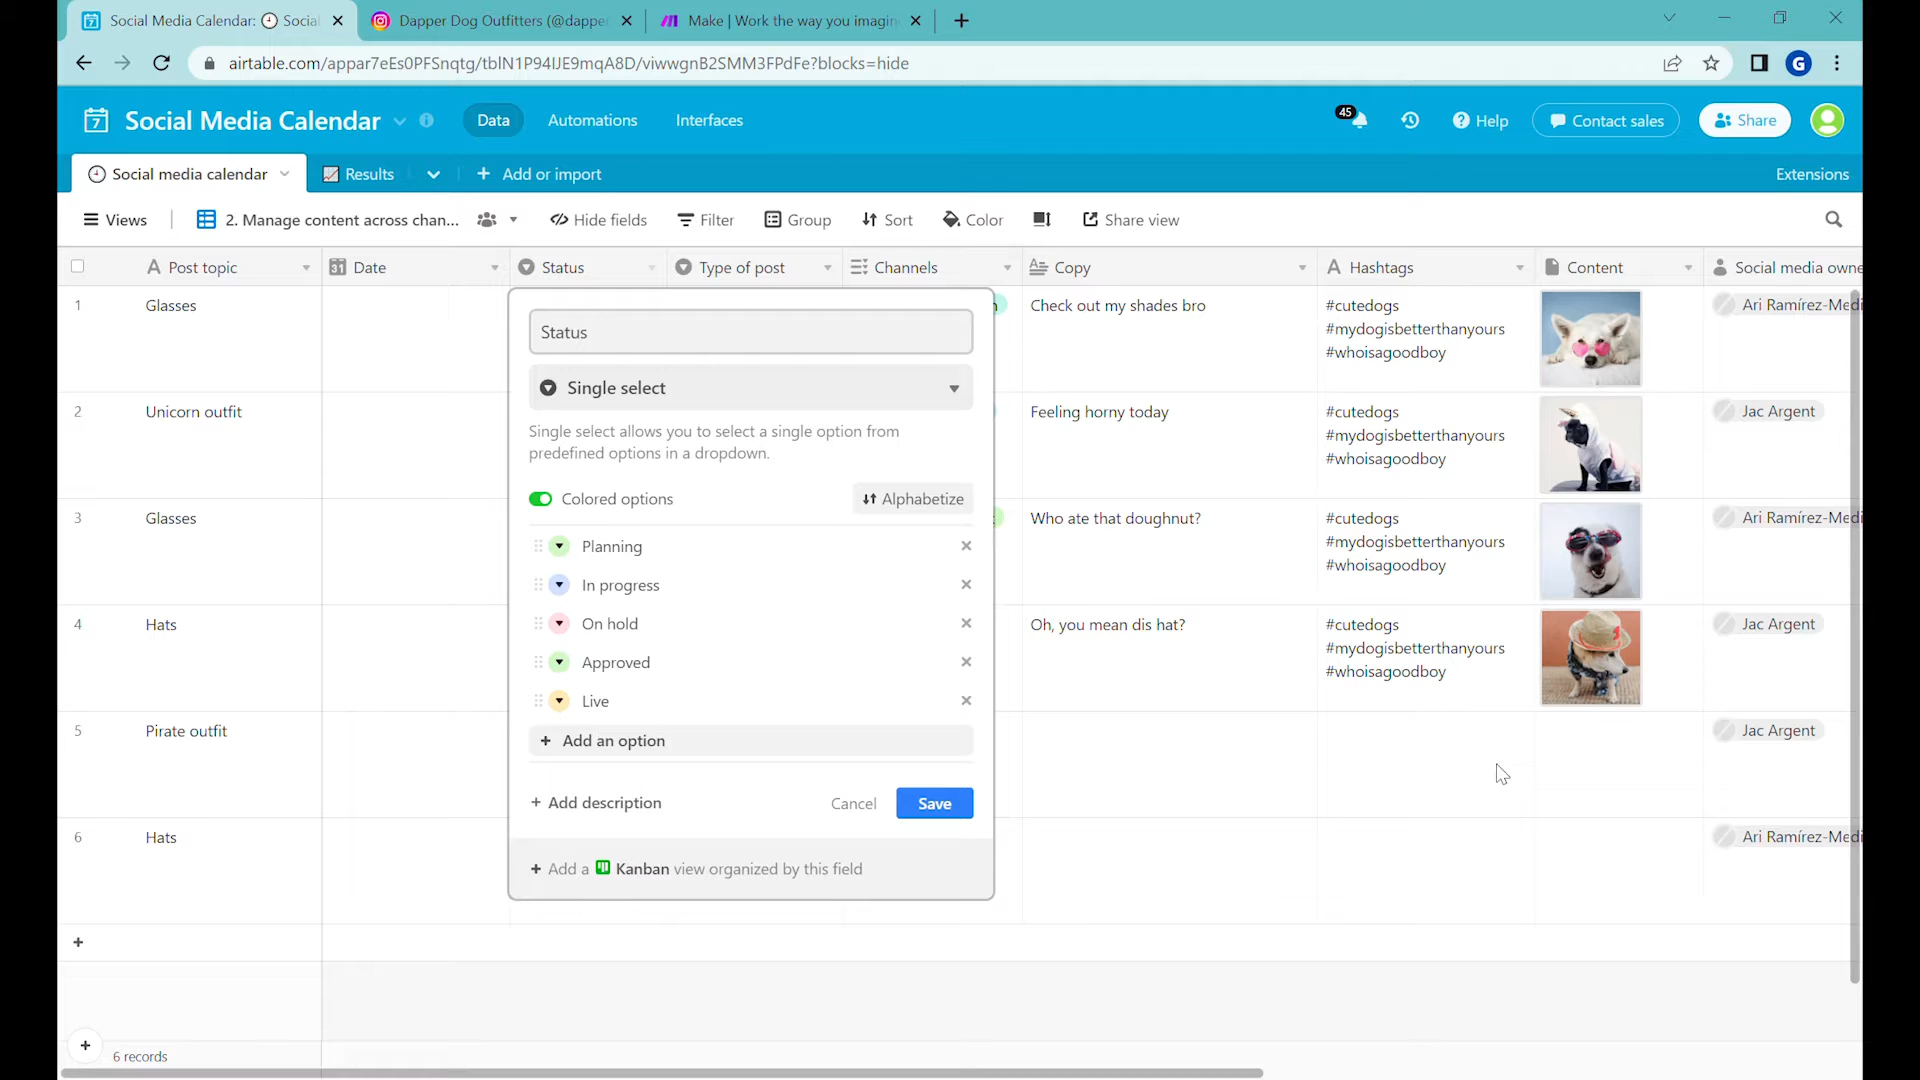 Social Media Calendar: Social
Dapper Dog Outfitters (@dapper
Make | Work the way you imagin
airtable.com/appar7eEs0PFSnqtg/tblN1P94IJE9mqA8D/viwwgnB2SMM3FPdFe?blocks=hide
G
7
Social Media Calendar
Data
Automations
Interfaces
45
Help
Contact sales
Share
Social media calendar
Results
Add or import
Extensions
Views
2. Manage content across chan...
Hide fields
Filter
Group
Sort
Color
Share view
Post topic
Date
Status
Type of post
Channels
Copy
Hashtags
Content
Social media owne
1
Glasses
Check out my shades bro
#cutedogs
#mydogisbetterthanyours
#whoisagoodboy
Ari Ramírez-Medi
2
Unicorn outfit
Feeling horny today
#cutedogs
#mydogisbetterthanyours
#whoisagoodboy
Jac Argent
3
Glasses
Who ate that doughnut?
#cutedogs
#mydogisbetterthanyours
#whoisagoodboy
Ari Ramírez-Medi
4
Hats
Oh, you mean dis hat?
#cutedogs
#mydogisbetterthanyours
#whoisagoodboy
Jac Argent
5
Pirate outfit
Jac Argent
6
Hats
Ari Ramírez-Medi
Status
Single select
Single select allows you to select a single option from
predefined options in a dropdown.
Colored options
Alphabetize
Planning
In progress
On hold
Approved
Live
+ Add an option
+ Add description
Cancel
Save
+ Add a Kanban view organized by this field
6 records